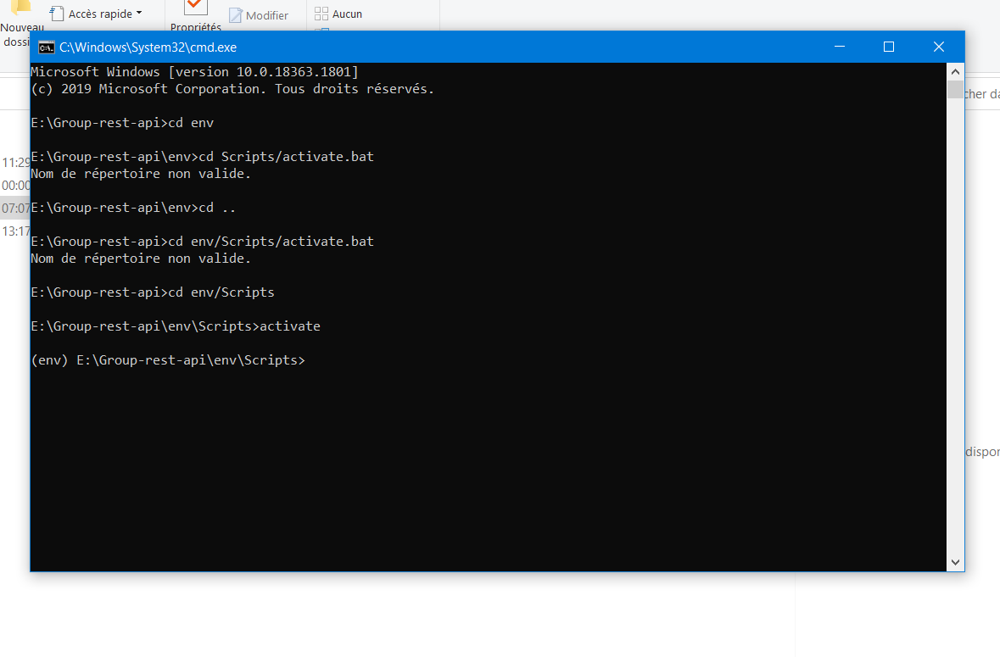 Accès rapide
Modifier
Aucun
Nouveau
Propriétés
C:\Windows\System32\cmd.exe
Microsoft Windows [version 10.0.18363.1801]
(c) 2019 Microsoft Corporation. Tous droits réservés.
E:\Group-rest-api>cd env
E:\Group-rest-api\env>cd Scripts/activate.bat
Nom de répertoire non valide.
E:\Group-rest-api\env>cd ..
E:\Group-rest-api>cd env/Scripts/activate.bat
Nom de répertoire non valide.
E:\Group-rest-api>cd env/Scripts
E:\Group-rest-api\env\Scripts>activate
(env) E:\Group-rest-api\env\Scripts>
11:29
00:00
07:07
13:17